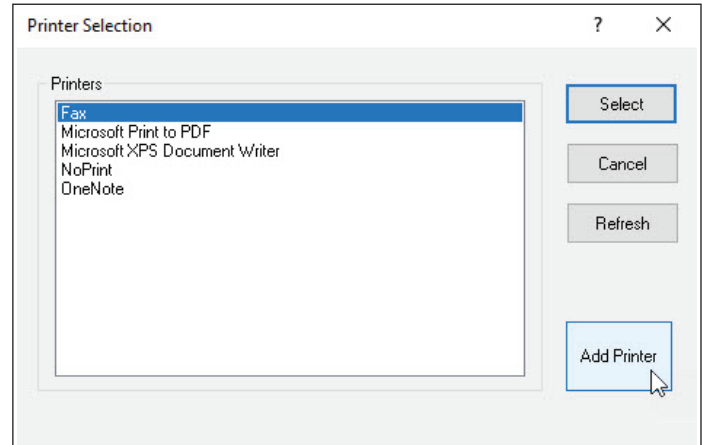 Printer Selection
?
Printers
Fax
Microsoft Print to PDF
Microsoft XPS Document Writer
NoPrint
OneNote
Select
Cancel
Refresh
Add Printer